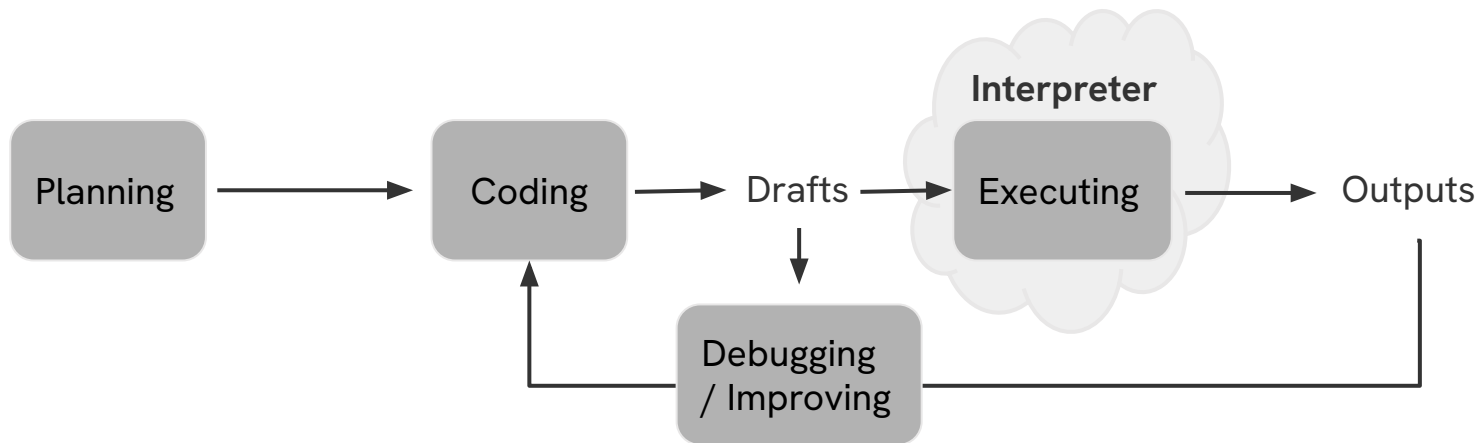 Interpreter
Planning
Coding
Drafts
Executing
Outputs
Debugging
/ Improving